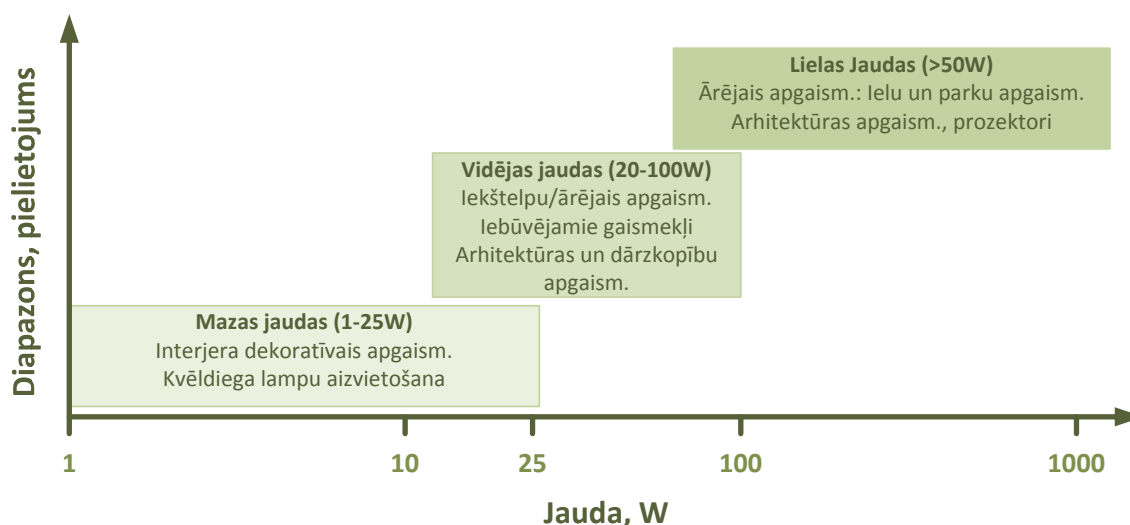 Diapazons, pielietojums
Lielas Jaudas (>50W)
Ārējais apgaism.: Ielu un parku apgaism.
Arhitektūras apgaism., prozektori
Vidējas jaudas (20-100W)
Iekštelpu/ārējais apgaism.
Iebūvējamie gaismekļi
Arhitektūras un dārzkopību
apgaism.
Mazas jaudas (1-25W)
Interjera dekoratīvais apgaism.
Kvēldiega lampu aizvietošana
1 10 25 100 1000
Jauda, W